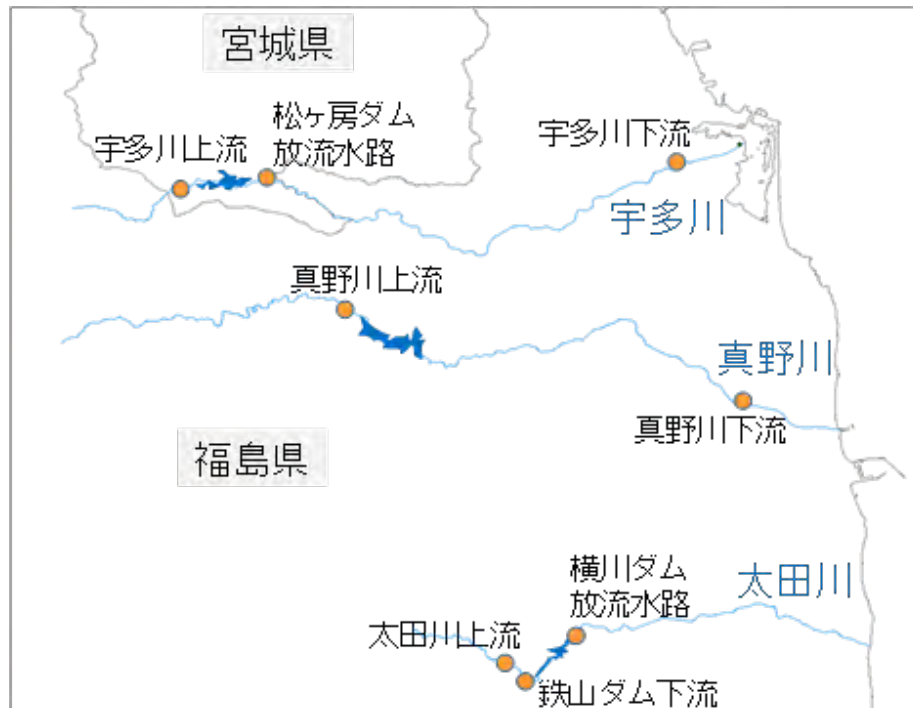 宮城県
松ヶ房ダム
放流水路
宇多川上流
宇多川下流
宇多川
真野川上流
真野川
真野川下流
福島県
横川ダム
放流水路
太田川
太田川上流
鉄山ダム下流